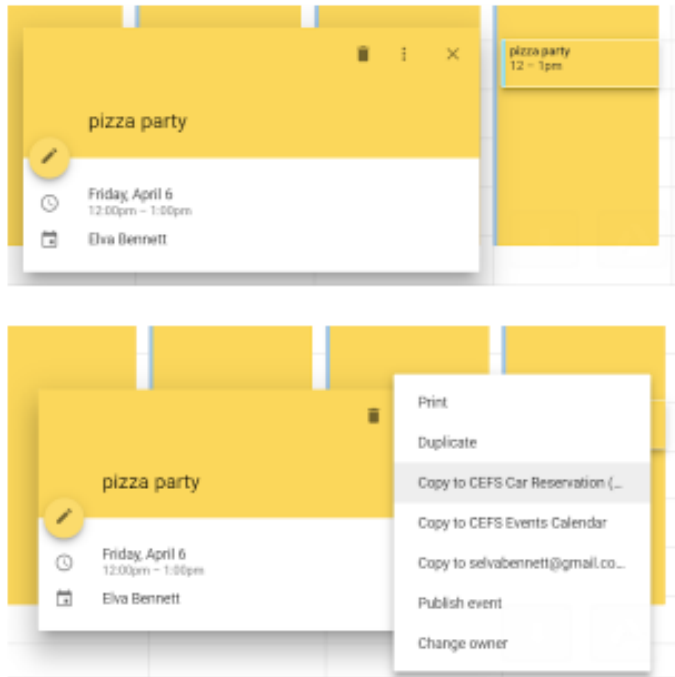 pizza party
12 – 1pm
pizza party
Friday, April 6
12:00pm – 1:00pm
Elva Bennett
Print
Duplicate
Copy to CEFS Car Reservation (...
Copy to CEFS Events Calendar
Copy to selvabennett@gmail.co...
Publish event
Change owner
pizza party
Friday, April 6
12:00pm – 1:00pm
Elva Bennett